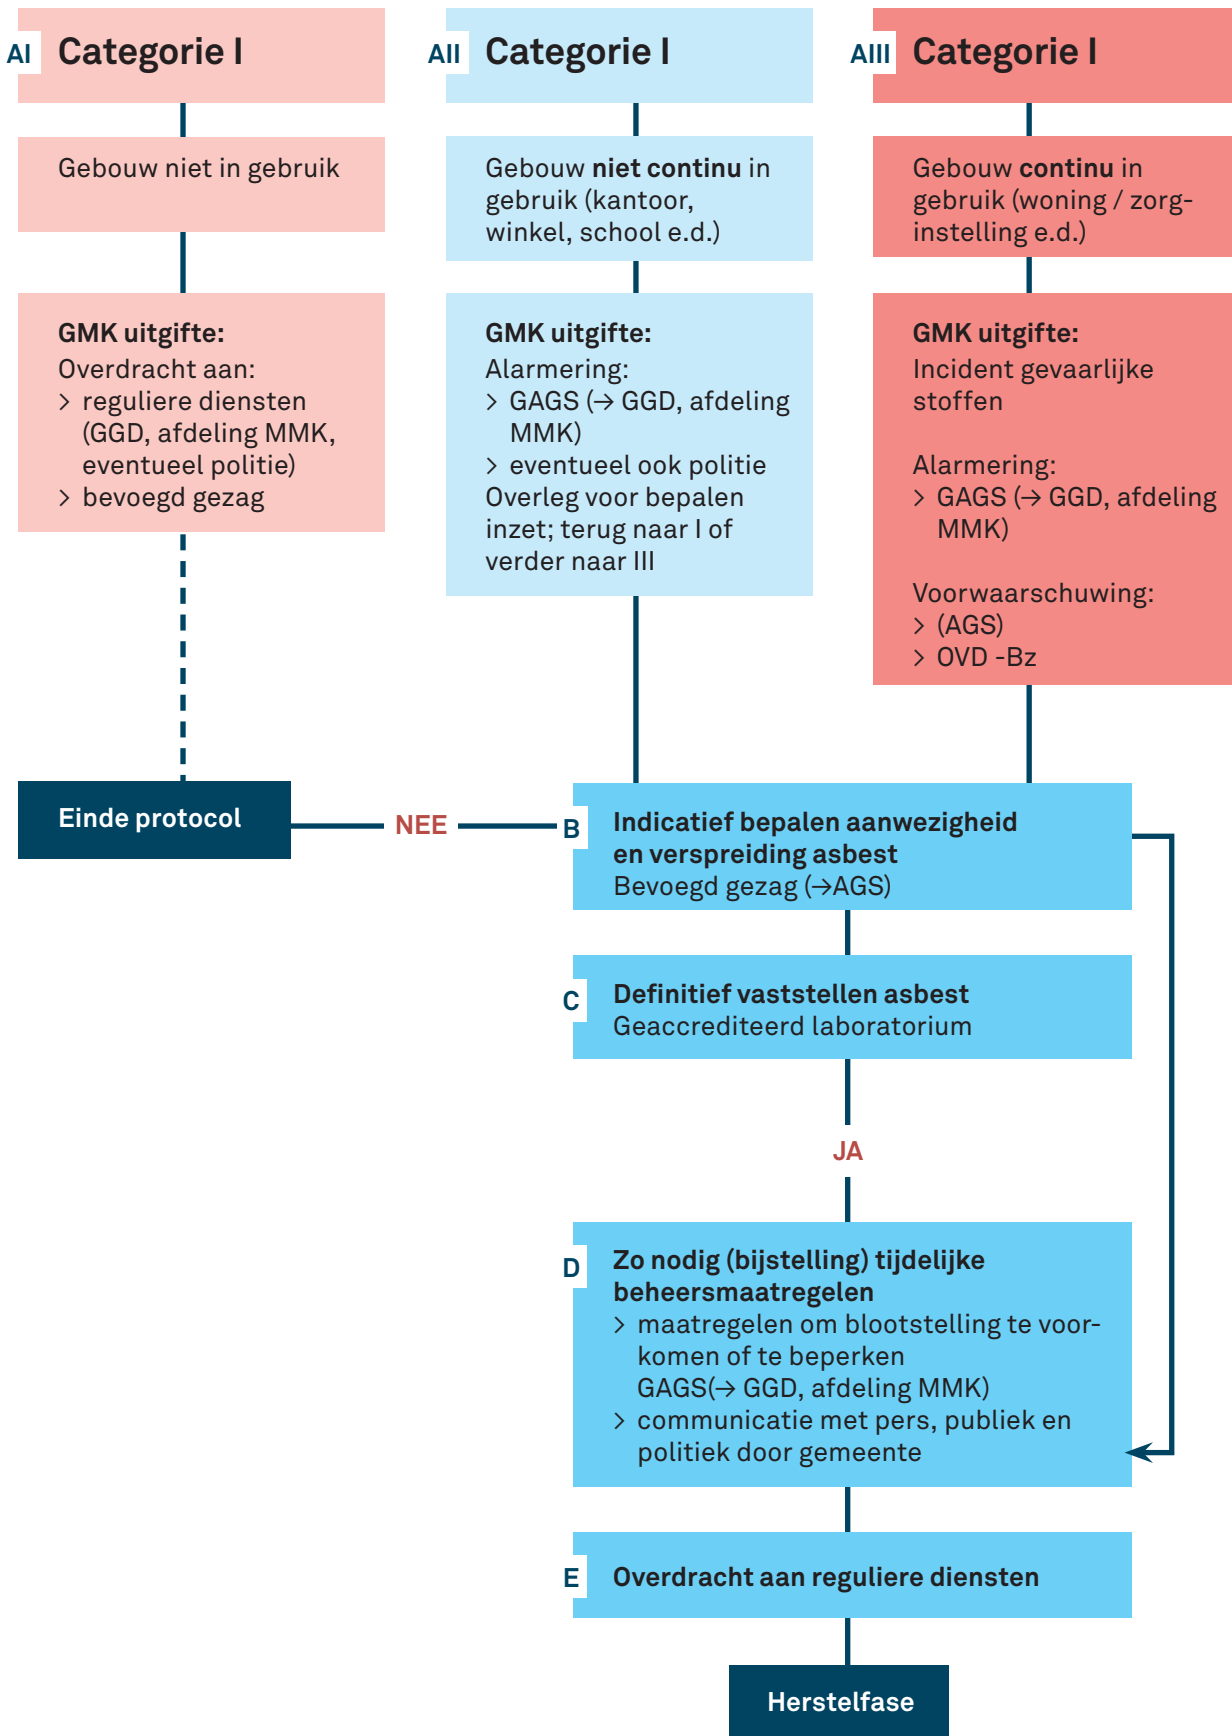 AI Categorie I
Gebouw niet in gebruik
GMK uitgifte:
Overdracht aan:
> reguliere diensten
(GGD, afdeling MMK,
eventueel politie)
> bevoegd gezag
AII Categorie I
Gebouw niet continu in
gebruik (kantoor,
winkel, school e.d.)
GMK uitgifte:
Alarmering:
> GAGS (→ GGD, afdeling
MMK)
> eventueel ook politie
Overleg voor bepalen
inzet; terug naar I of
verder naar III
AIII Categorie I
Gebouw continu in
gebruik (woning / zorg-
instelling e.d.)
GMK uitgifte:
Incident gevaarlijke
stoffen
Alarmering:
> GAGS (→ GGD, afdeling
MMK)
Voorwaarschuwing:
> (AGS)
> OVD -Bz
Einde protocol
NEE
B Indicatief bepalen aanwezigheid
en verspreiding asbest
Bevoegd gezag (→AGS)
C Definitief vaststellen asbest
Geaccrediteerd laboratorium
JA
D Zo nodig (bijstelling) tijdelijke
beheersmaatregelen
> maatregelen om blootstelling te voor-
komen of te beperken
GAGS(→ GGD, afdeling MMK)
> communicatie met pers, publiek en
politiek door gemeente
E Overdracht aan reguliere diensten
Herstelfase